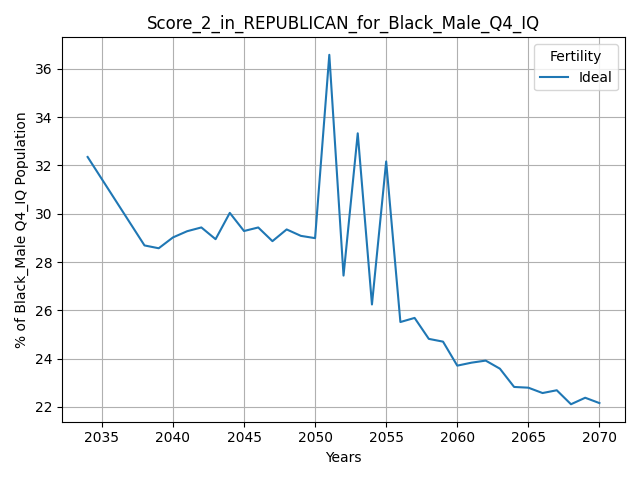 Score_2_in_REPUBLICAN_for_Black_Male_Q4_IQ
Fertility
Ideal
% of Black_Male Q4_IQ Population
36
34
32
30
28
26
24
22
2035 2040 2045 2050 2055 2060 2065 2070
Years